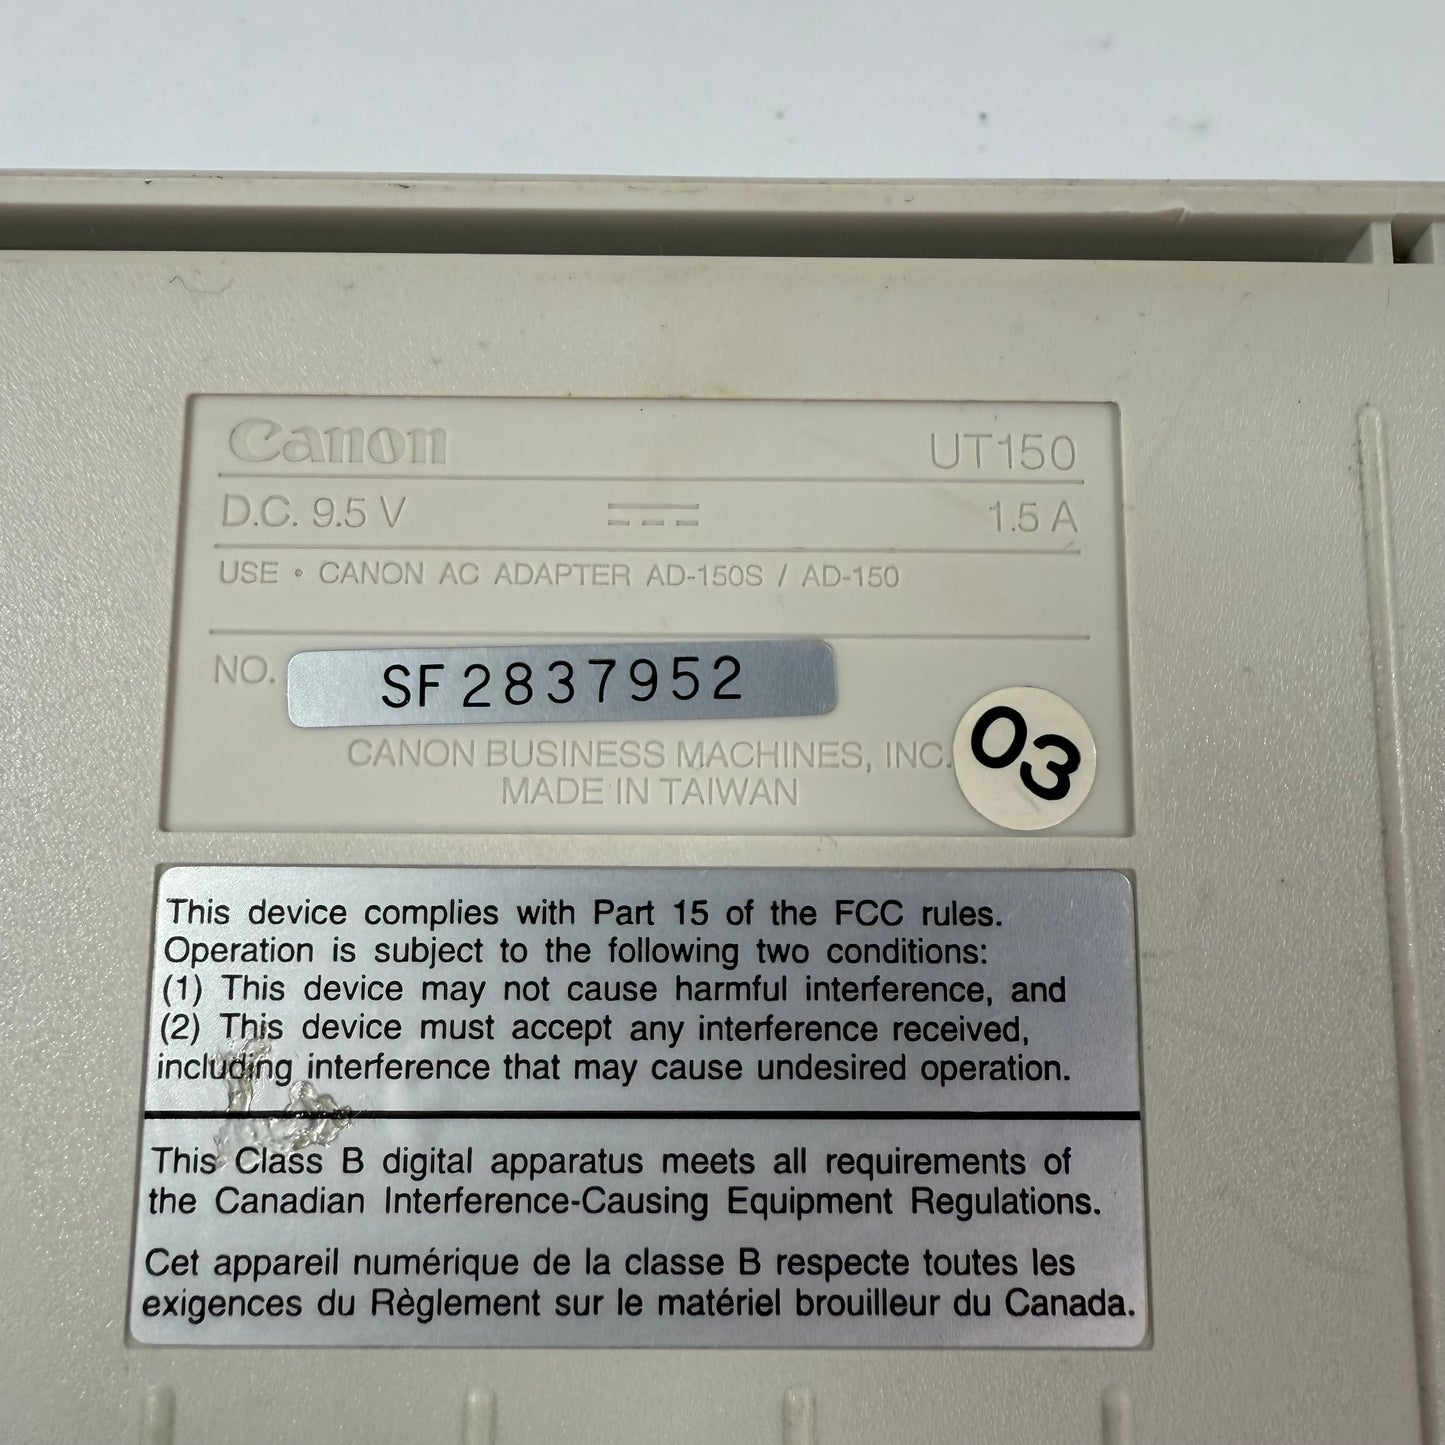 Canon UT150
D.C. 9.5 V 1.5 A
USE • CANON AC ADAPTER AD-150S / AD-150
NO. SF2837952
CANON BUSINESS MACHINES, INC.
MADE IN TAIWAN
03
This device complies with Part 15 of the FCC rules.
Operation is subject to the following two conditions:
(1) This device may not cause harmful interference, and
(2) This device must accept any interference received,
including interference that may cause undesired operation.
This Class B digital apparatus meets all requirements of
the Canadian Interference-Causing Equipment Regulations.
Cet appareil numérique de la classe B respecte toutes les
exigences du Règlement sur le matériel brouilleur du Canada.